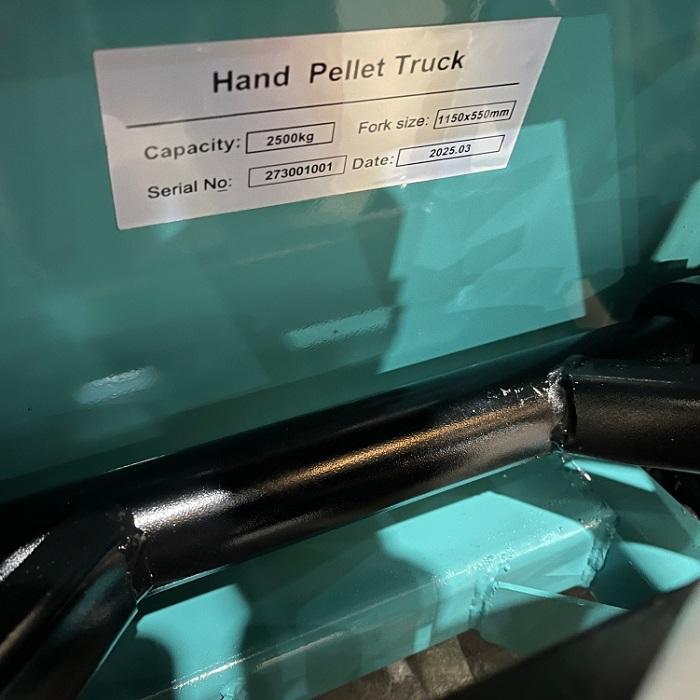 Hand Pellet Truck
Capacity: 2500kg Fork size: 1150x550mm
Serial No: 273001001 Date: 2025.03